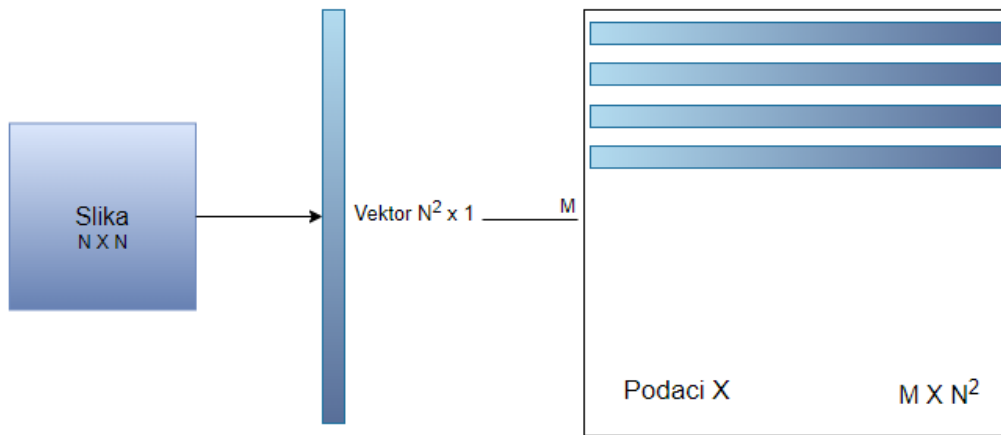 Slika
N X N
Vektor N² x 1
M
Podaci X
M X N²